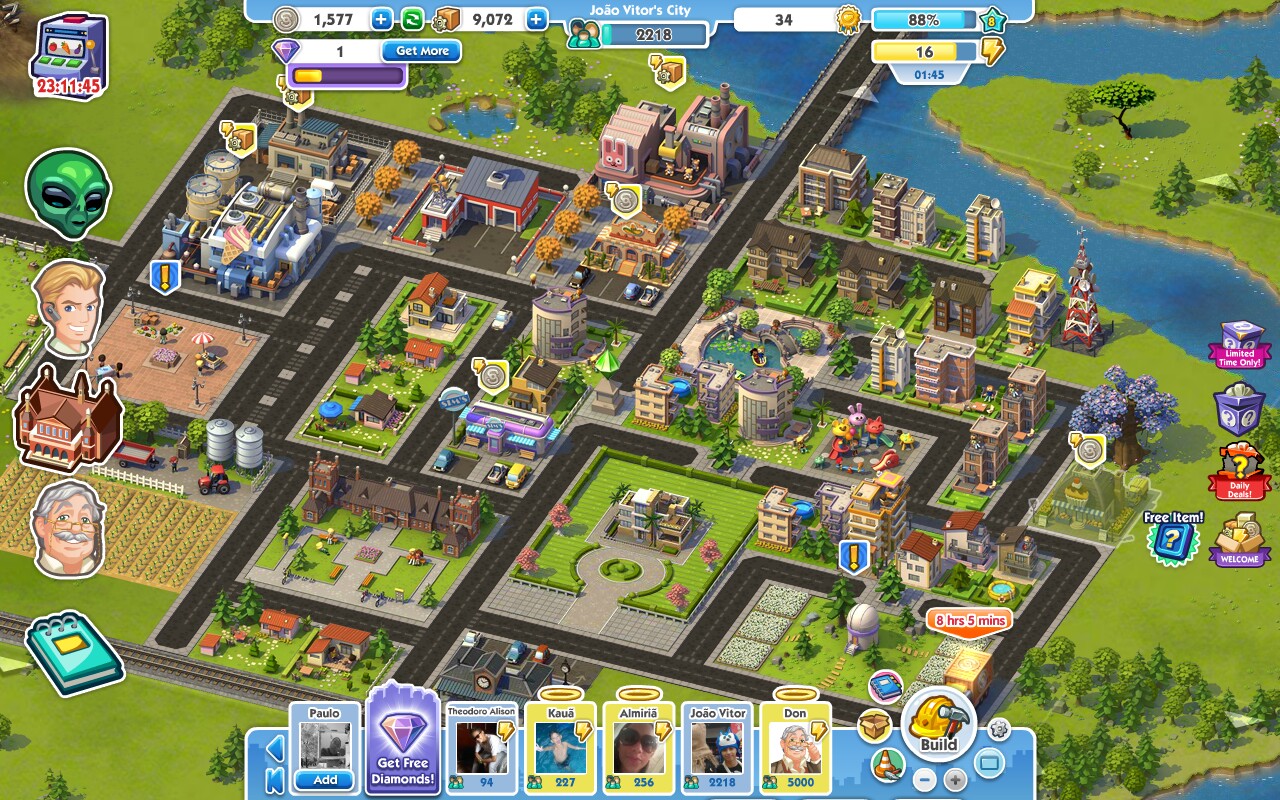 1,577
9,072
João Vitor's City
2218
34
88%
8
1
Get More
16
01:45
23:11:45
Limited
Time Only!
Daily
Deals!
Free Item!
WELCOME
8 hrs 5 mins
Paulo
Add
Get Free
Diamonds!
Theodoro Alison
94
Kauã
227
Almiriã
256
João Vitor
2218
Don
5000
Build